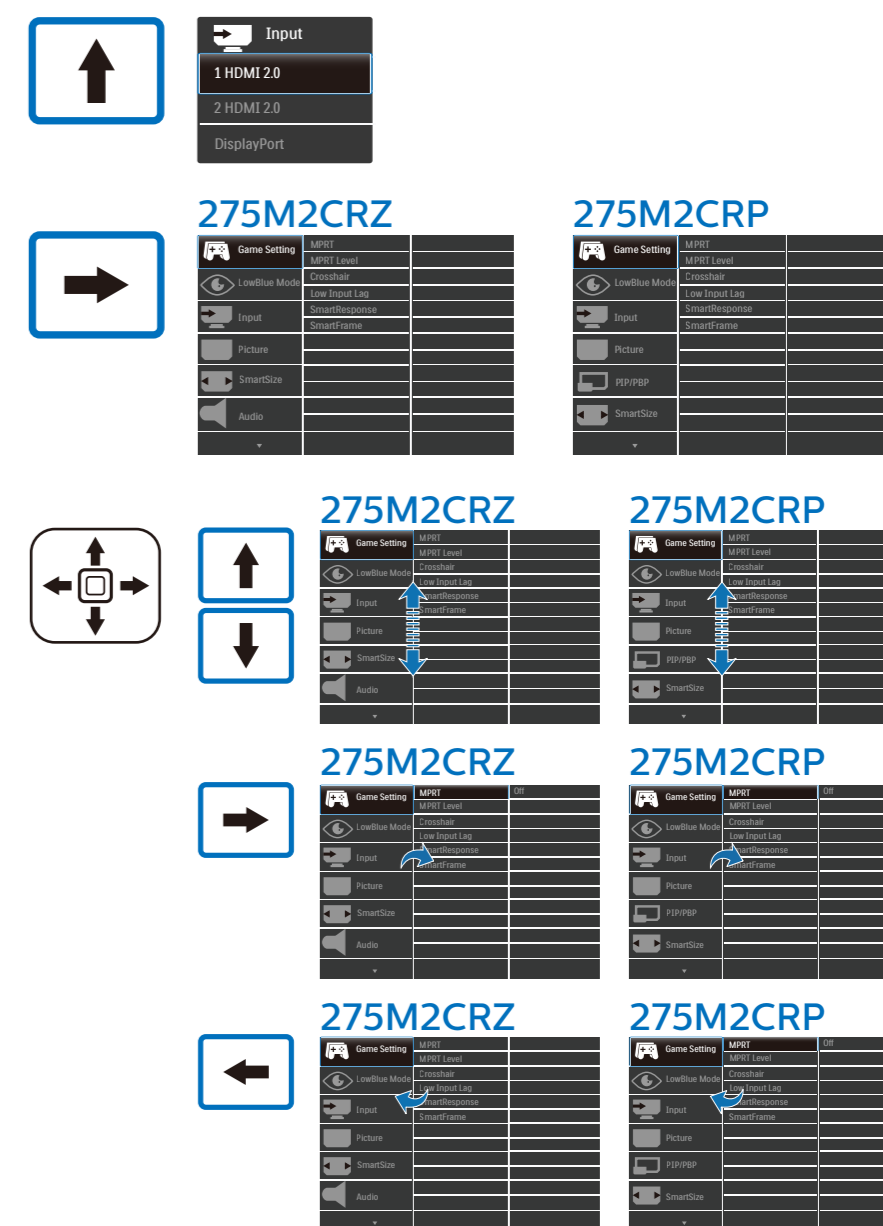 Input
1 HDMI 2.0
2 HDMI 2.0
DisplayPort
275M2CRZ
Game Setting
LowBlue Mode
Input
Picture
SmartSize
Audio
MPRT
MPRT Level
Crosshair
Low Input Lag
SmartResponse
SmartFrame
275M2CRP
Game Setting
LowBlue Mode
Input
Picture
PIP/PBP
SmartSize
MPRT
MPRT Level
Crosshair
Low Input Lag
SmartResponse
SmartFrame
275M2CRZ
Game Setting
LowBlue Mode
Input
Picture
SmartSize
Audio
MPRT
MPRT Level
Crosshair
Low Input Lag
SmartResponse
SmartFrame
275M2CRP
Game Setting
LowBlue Mode
Input
Picture
PIP/PBP
SmartSize
MPRT
MPRT Level
Crosshair
Low Input Lag
SmartResponse
SmartFrame
275M2CRZ
Game Setting
LowBlue Mode
Input
Picture
SmartSize
Audio
MPRT
MPRT Level
Crosshair
Low Input Lag
SmartResponse
SmartFrame
Off
275M2CRP
Game Setting
LowBlue Mode
Input
Picture
PIP/PBP
SmartSize
MPRT
MPRT Level
Crosshair
Low Input Lag
SmartResponse
SmartFrame
Off
275M2CRZ
Game Setting
LowBlue Mode
Input
Picture
SmartSize
Audio
MPRT
MPRT Level
Crosshair
Low Input Lag
SmartResponse
SmartFrame
275M2CRP
Game Setting
LowBlue Mode
Input
Picture
PIP/PBP
SmartSize
MPRT
MPRT Level
Crosshair
Low Input Lag
SmartResponse
SmartFrame
Off